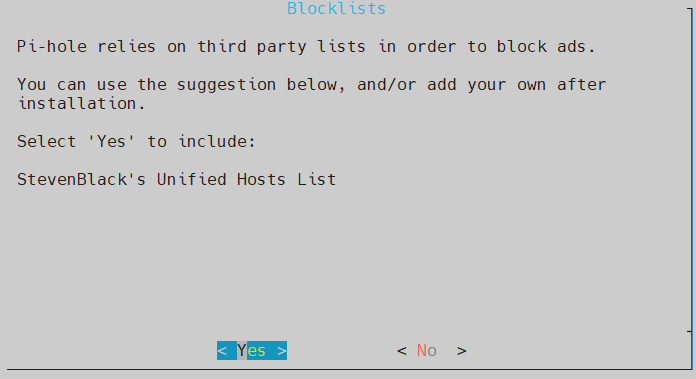 Blocklists
Pi-hole relies on third party lists in order to block ads.
You can use the suggestion below, and/or add your own after
installation.
Select 'Yes' to include:
StevenBlack's Unified Hosts List
< Yes > < No >